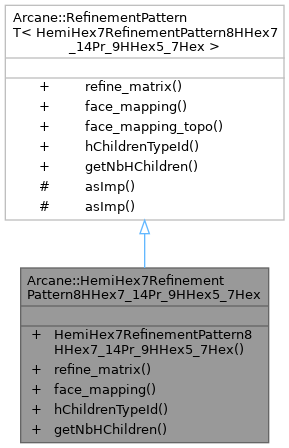 Arcane::RefinementPattern
T< HemiHex7RefinementPattern8HHex7
_14Pr_9HHex5_7Hex >
+ refine_matrix()
+ face_mapping()
+ face_mapping_topo()
+ hChildrenTypeId()
+ getNbHChildren()
# asImp()
# asImp()
Arcane::HemiHex7Refinement
Pattern8HHex7_14Pr_9HHex5_7Hex
+ HemiHex7RefinementPattern8
HHex7_14Pr_9HHex5_7Hex()
+ refine_matrix()
+ face_mapping()
+ hChildrenTypeId()
+ getNbHChildren()